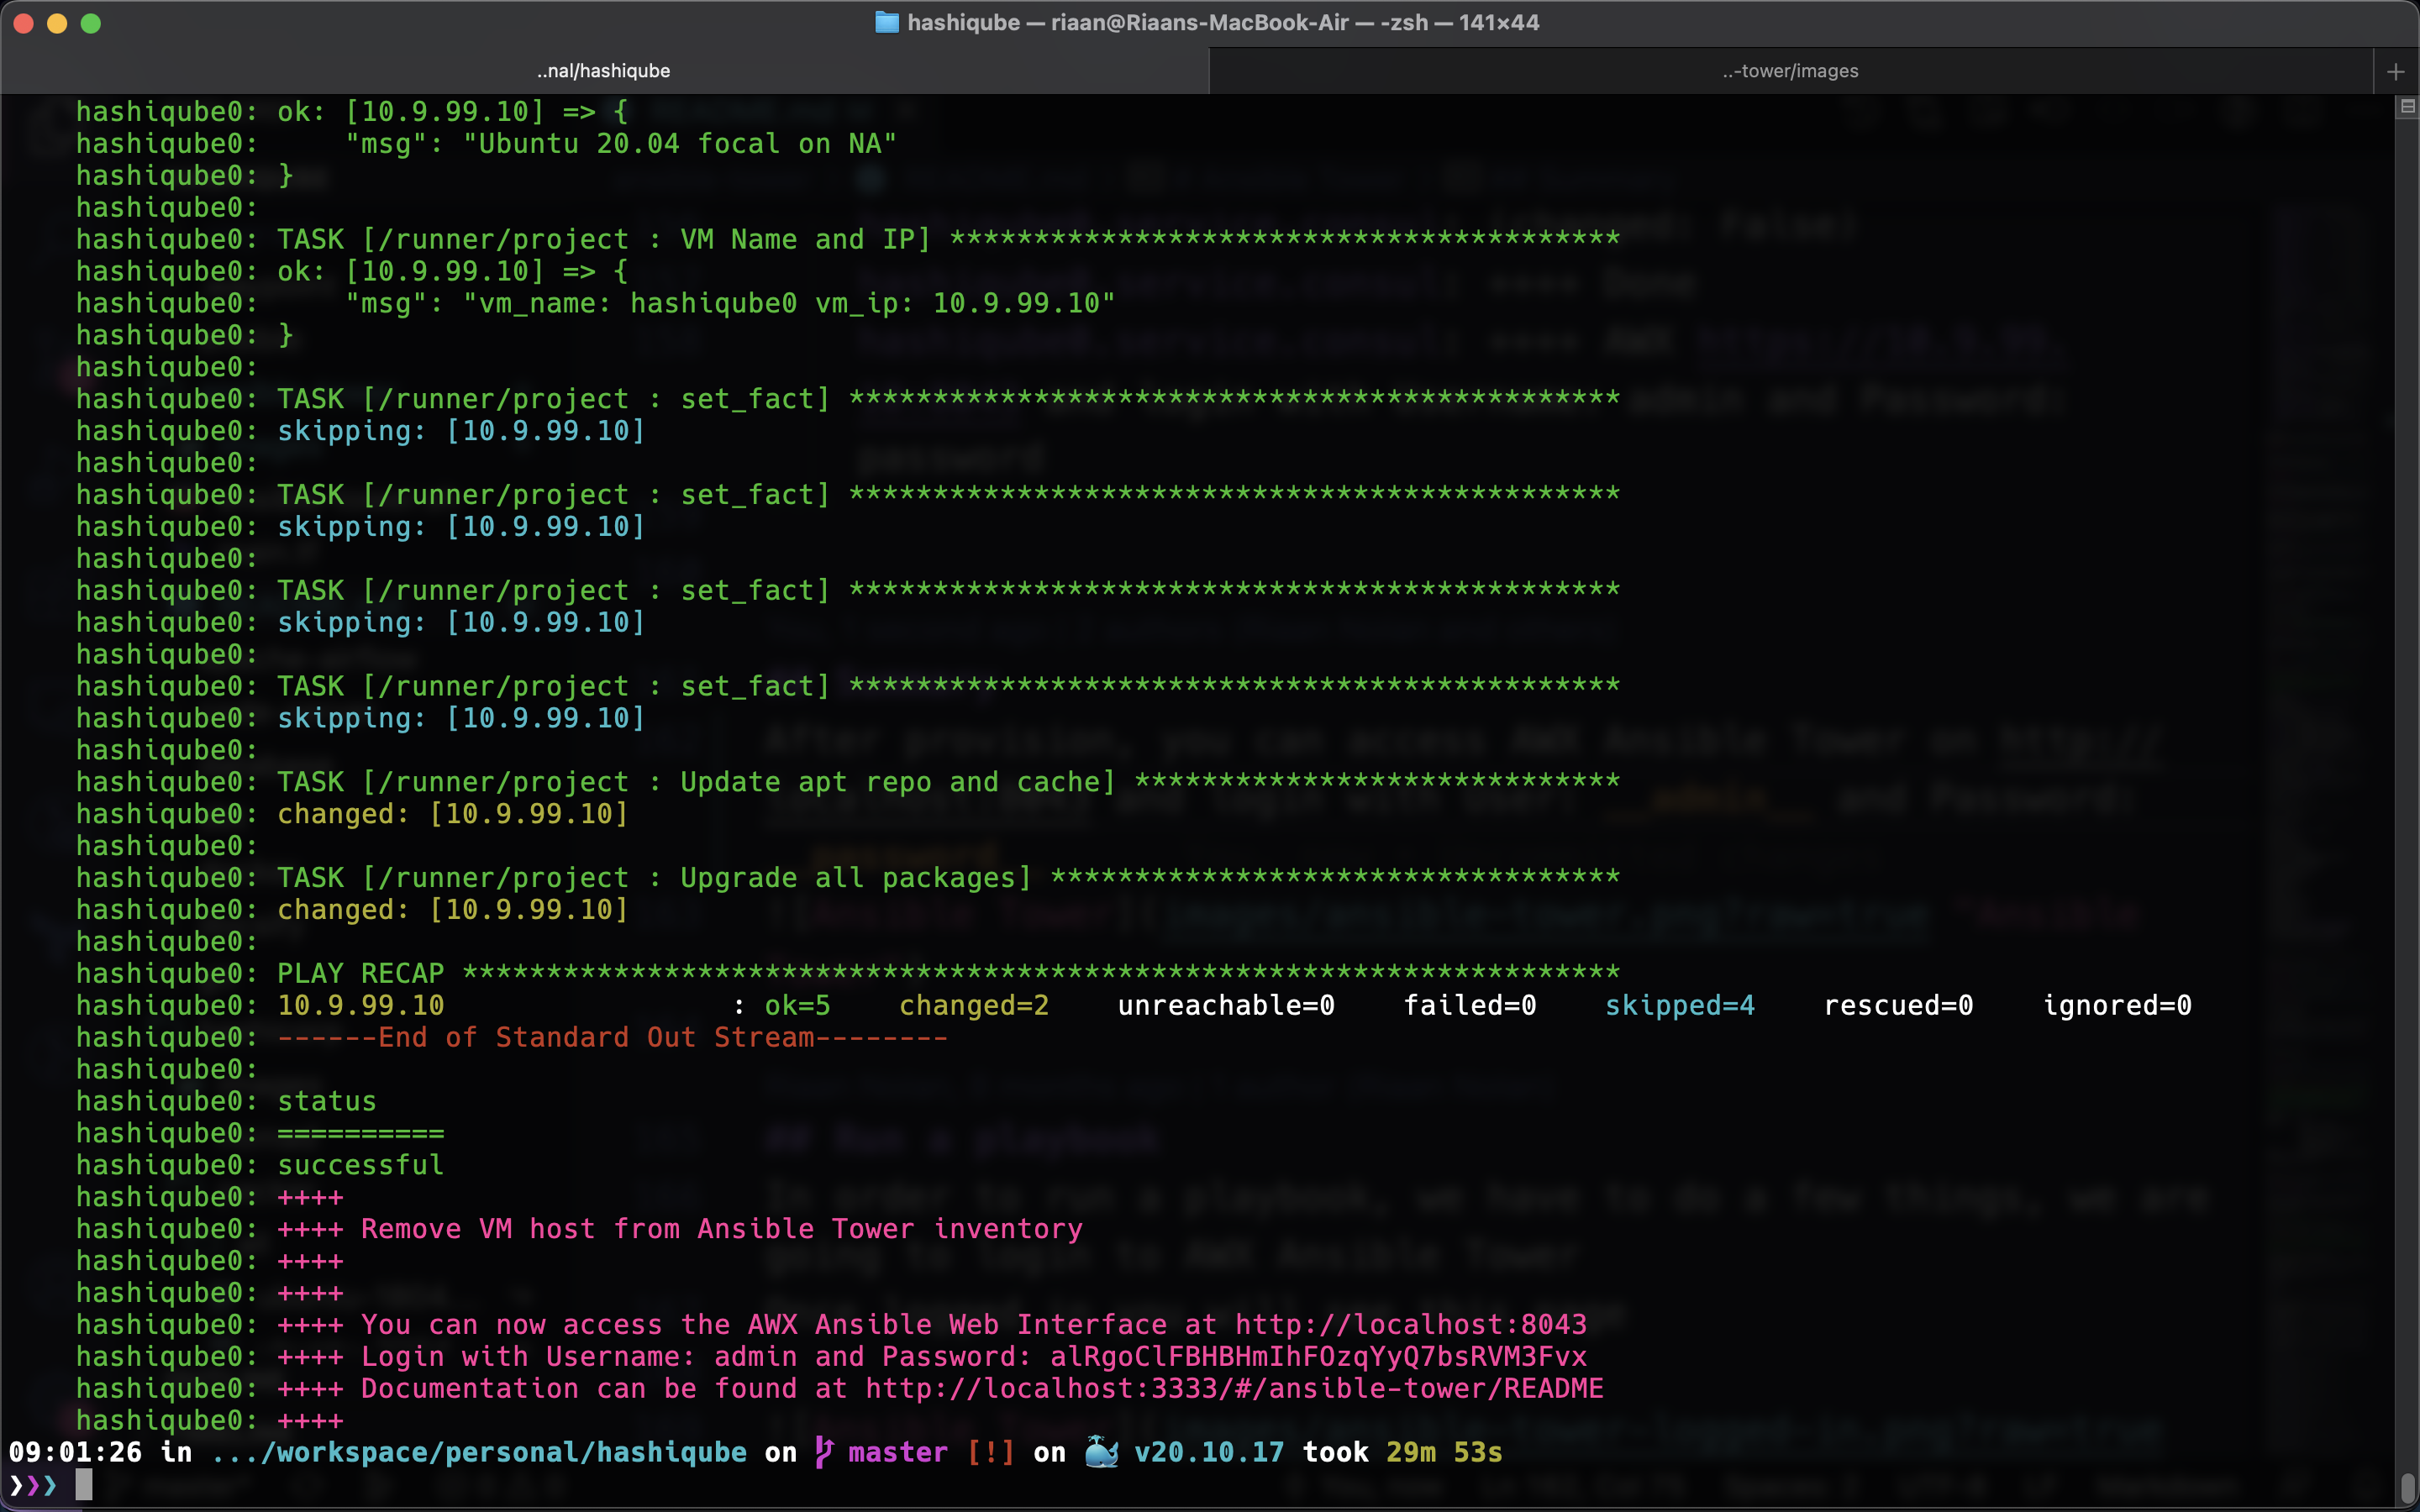 hashiqube — riaan@Riaans-MacBook-Air — -zsh — 141×44
..nal/hashiqube
..-tower/images
hashiqube0: ok: [10.9.99.10] => {
hashiqube0:     "msg": "Ubuntu 20.04 focal on NA"
hashiqube0: }
hashiqube0:
hashiqube0: TASK [/runner/project : VM Name and IP] ****************************************
hashiqube0: ok: [10.9.99.10] => {
hashiqube0:     "msg": "vm_name: hashiqube0 vm_ip: 10.9.99.10"
hashiqube0: }
hashiqube0:
hashiqube0: TASK [/runner/project : set_fact] **********************************************
hashiqube0: skipping: [10.9.99.10]
hashiqube0:
hashiqube0: TASK [/runner/project : set_fact] **********************************************
hashiqube0: skipping: [10.9.99.10]
hashiqube0:
hashiqube0: TASK [/runner/project : set_fact] **********************************************
hashiqube0: skipping: [10.9.99.10]
hashiqube0:
hashiqube0: TASK [/runner/project : set_fact] **********************************************
hashiqube0: skipping: [10.9.99.10]
hashiqube0:
hashiqube0: TASK [/runner/project : Update apt repo and cache] *****************************
hashiqube0: changed: [10.9.99.10]
hashiqube0:
hashiqube0: TASK [/runner/project : Upgrade all packages] **********************************
hashiqube0: changed: [10.9.99.10]
hashiqube0:
hashiqube0: PLAY RECAP *********************************************************************
hashiqube0: 10.9.99.10                 : ok=5    changed=2    unreachable=0    failed=0    skipped=4    rescued=0    ignored=0
hashiqube0: ------End of Standard Out Stream--------
hashiqube0:
hashiqube0: status
hashiqube0: ==========
hashiqube0: successful
hashiqube0: ++++
hashiqube0: ++++ Remove VM host from Ansible Tower inventory
hashiqube0: ++++
hashiqube0: ++++
hashiqube0: ++++ You can now access the AWX Ansible Web Interface at http://localhost:8043
hashiqube0: ++++ Login with Username: admin and Password: alRgoClFBHBHmIhFOzqYyQ7bsRVM3Fvx
hashiqube0: ++++ Documentation can be found at http://localhost:3333/#/ansible-tower/README
hashiqube0: ++++
09:01:26 in .../workspace/personal/hashiqube on master [!] on 🐳 v20.10.17 took 29m 53s
❯❯❯